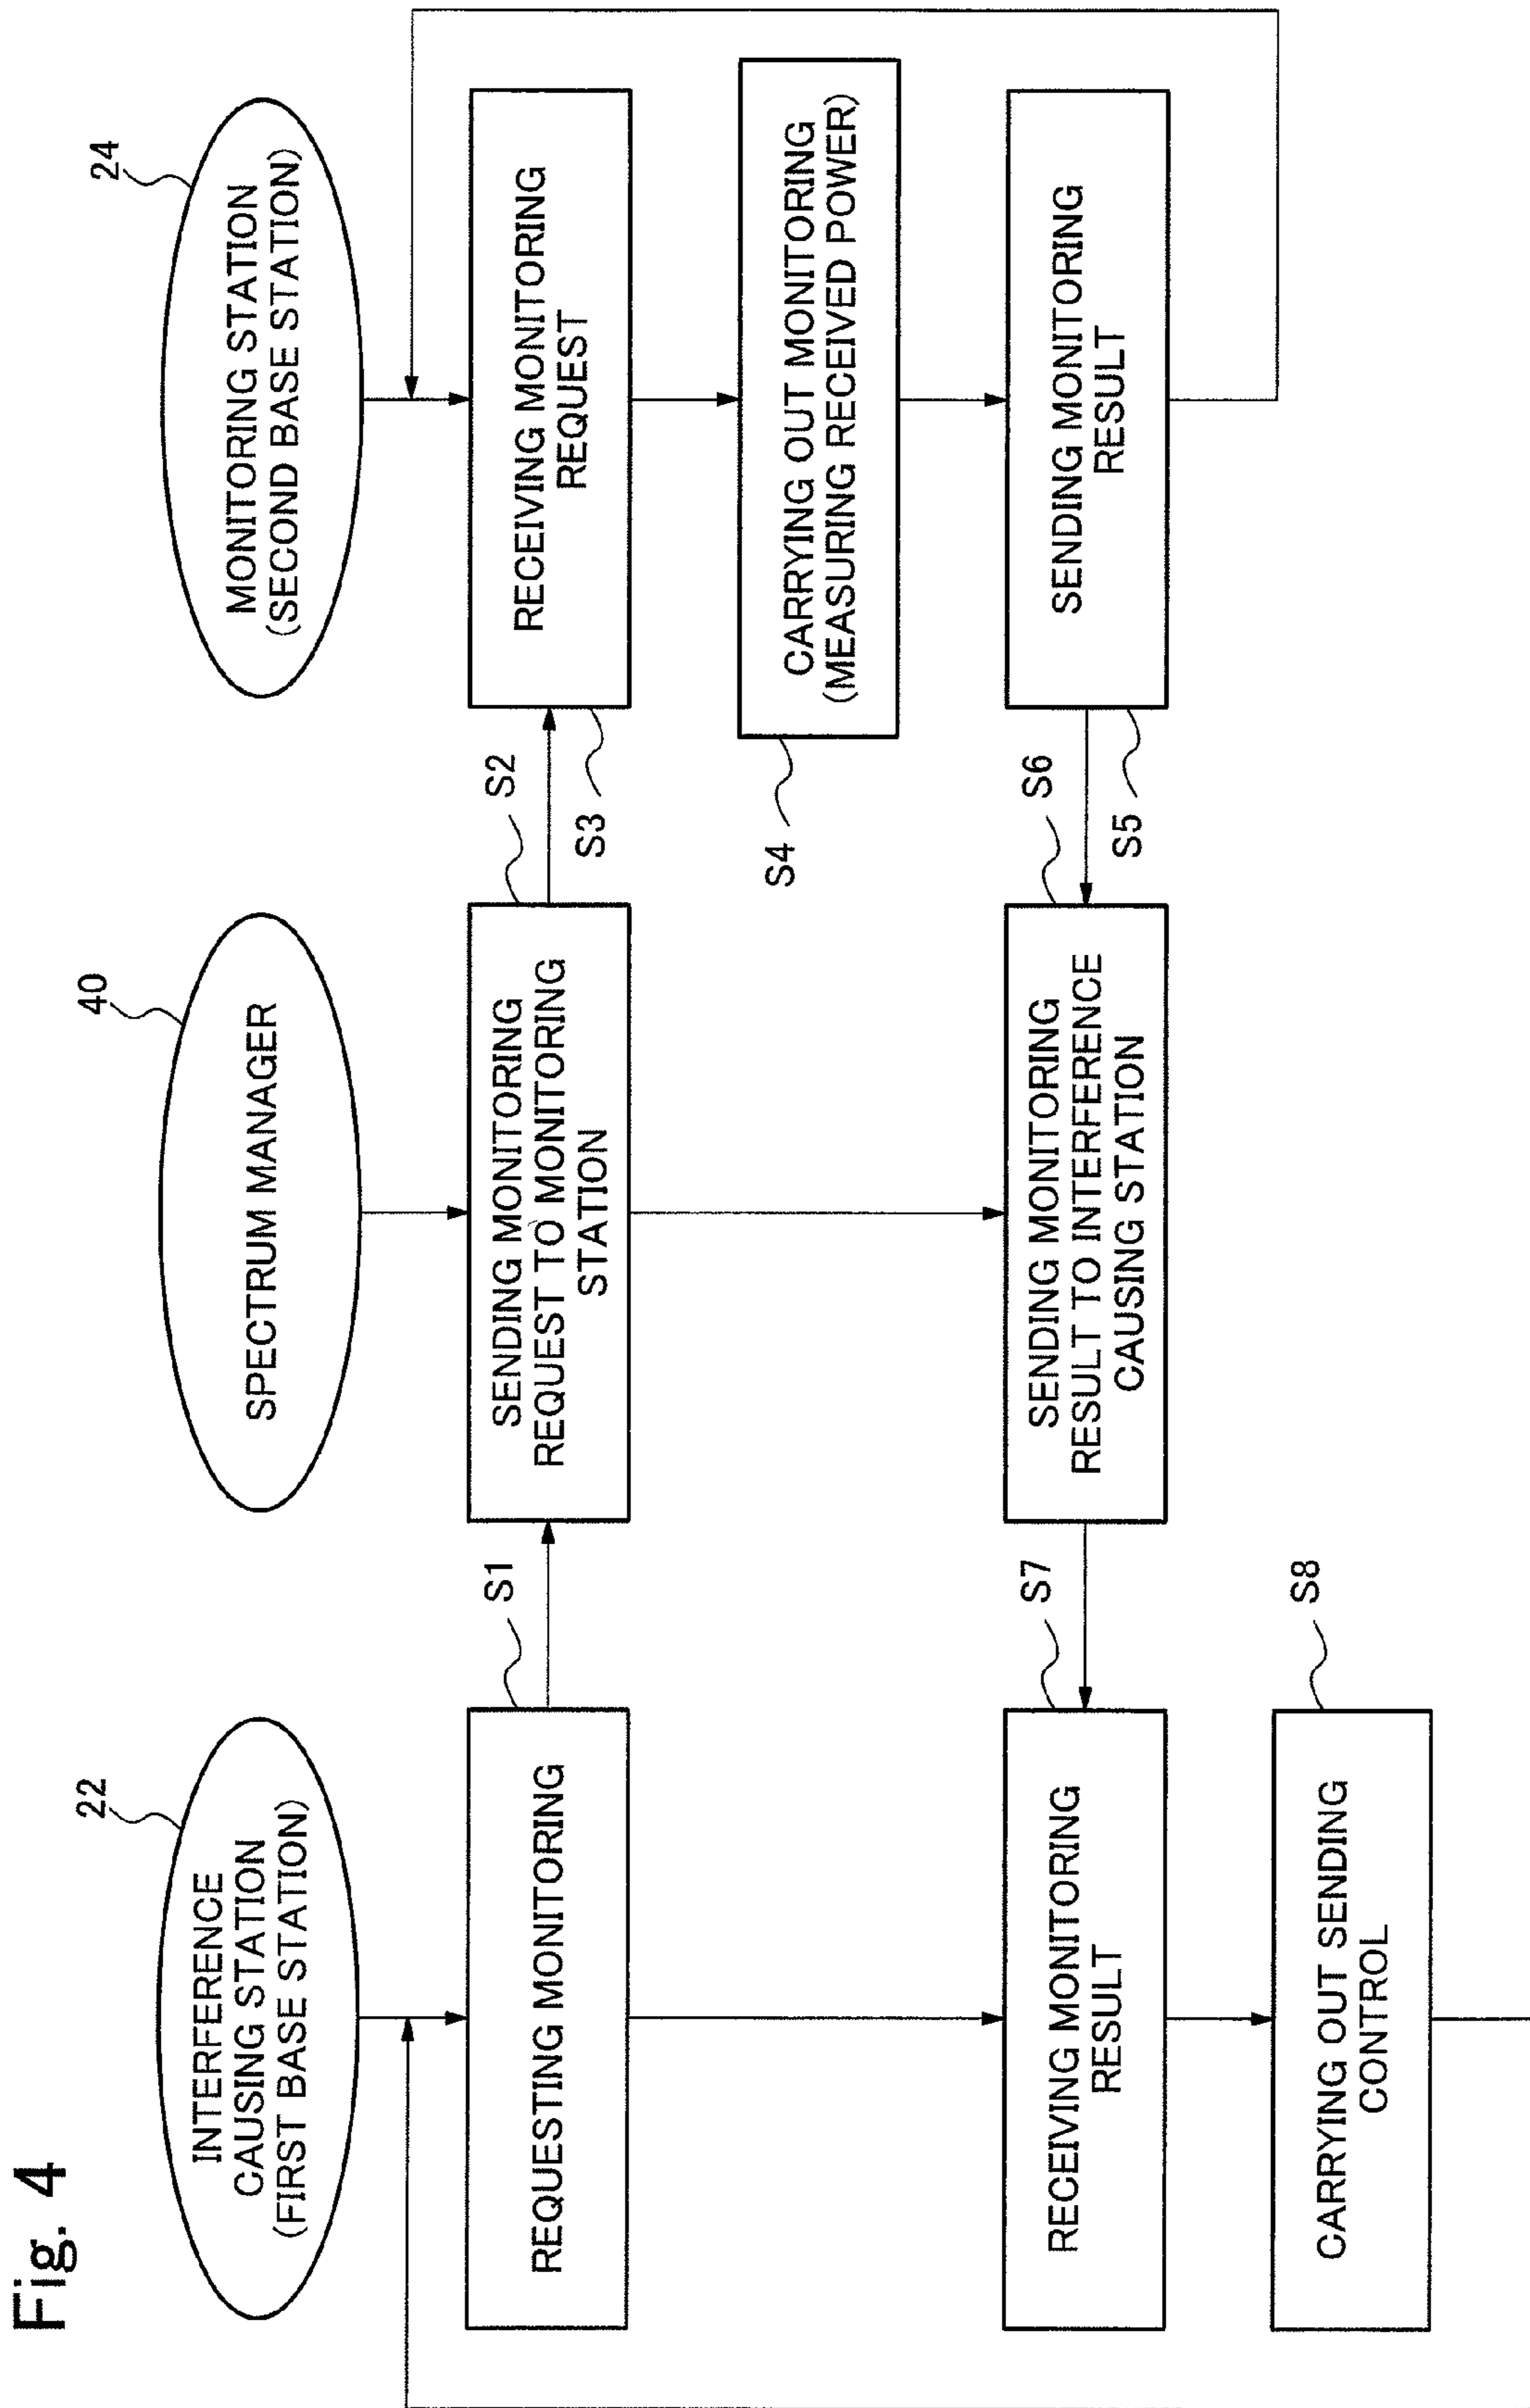 Fig. 4
22
INTERFERENCE
CAUSING STATION
(FIRST BASE STATION)
40
SPECTRUM MANAGER
24
MONITORING STATION
(SECOND BASE STATION)
S1
REQUESTING MONITORING
S2
SENDING MONITORING
REQUEST TO MONITORING
STATION
S3
RECEIVING MONITORING
REQUEST
S4
CARRYING OUT MONITORING
(MEASURING RECEIVED POWER)
S5
SENDING MONITORING
RESULT
S6
SENDING MONITORING
RESULT TO INTERFERENCE
CAUSING STATION
S7
RECEIVING MONITORING
RESULT
S8
CARRYING OUT SENDING
CONTROL